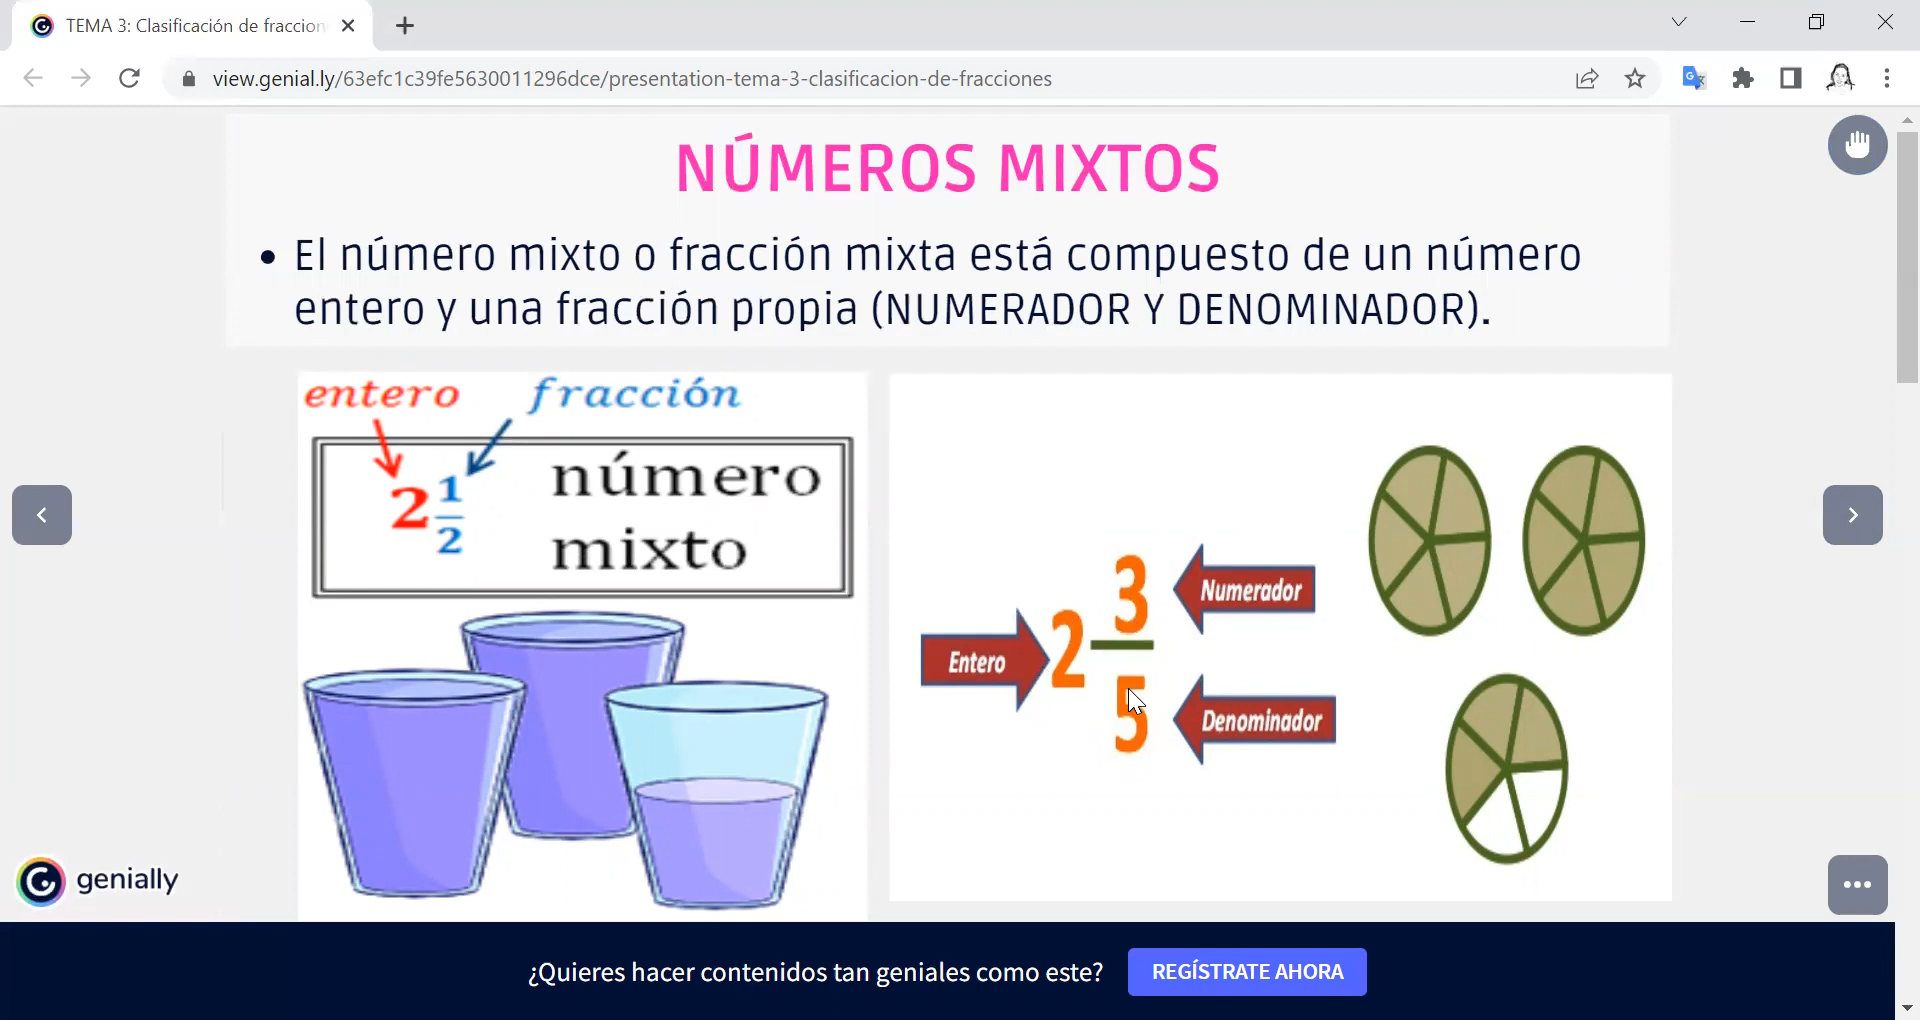 TEMA 3: Clasificación de fraccion
view.genial.ly/63efc1c39fe5630011296dce/presentation-tema-3-clasificacion-de-fracciones
NÚMEROS MIXTOS
• El número mixto o fracción mixta está compuesto de un número
entero y una fracción propia (NUMERADOR Y DENOMINADOR).
entero fracción
2 1/2 número
mixto
3 Numerador
Entero 2
5 Denominador
genially
¿Quieres hacer contenidos tan geniales como este? REGÍSTRATE AHORA